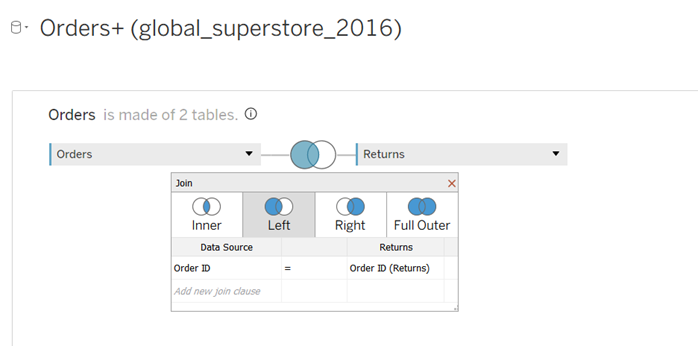 Orders+ (global_superstore_2016)
Orders is made of 2 tables.
Orders Returns
Join
Inner Left Right Full Outer
Data Source Returns
Order ID = Order ID (Returns)
Add new join clause